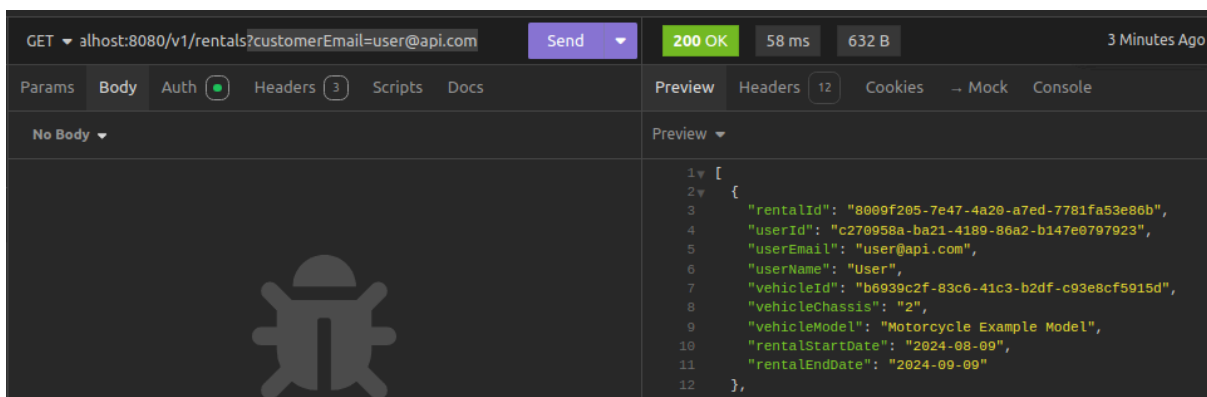 GET alhost:8080/v1/rentals?customerEmail=user@api.com Send
200 OK 58 ms 632 B 3 Minutes Ago
Params Body Auth Headers 3 Scripts Docs
Preview Headers 12 Cookies → Mock Console
No Body
Preview
1 [
2 {
3 "rentalId": "8009f205-7e47-4a20-a7ed-7781fa53e86b",
4 "userId": "c270958a-ba21-4189-86a2-b147e0797923",
5 "userEmail": "user@api.com",
6 "userName": "User",
7 "vehicleId": "b6939c2f-83c6-41c3-b2df-c93e8cf5915d",
8 "vehicleChassis": "2",
9 "vehicleModel": "Motorcycle Example Model",
10 "rentalStartDate": "2024-08-09",
11 "rentalEndDate": "2024-09-09"
12 },